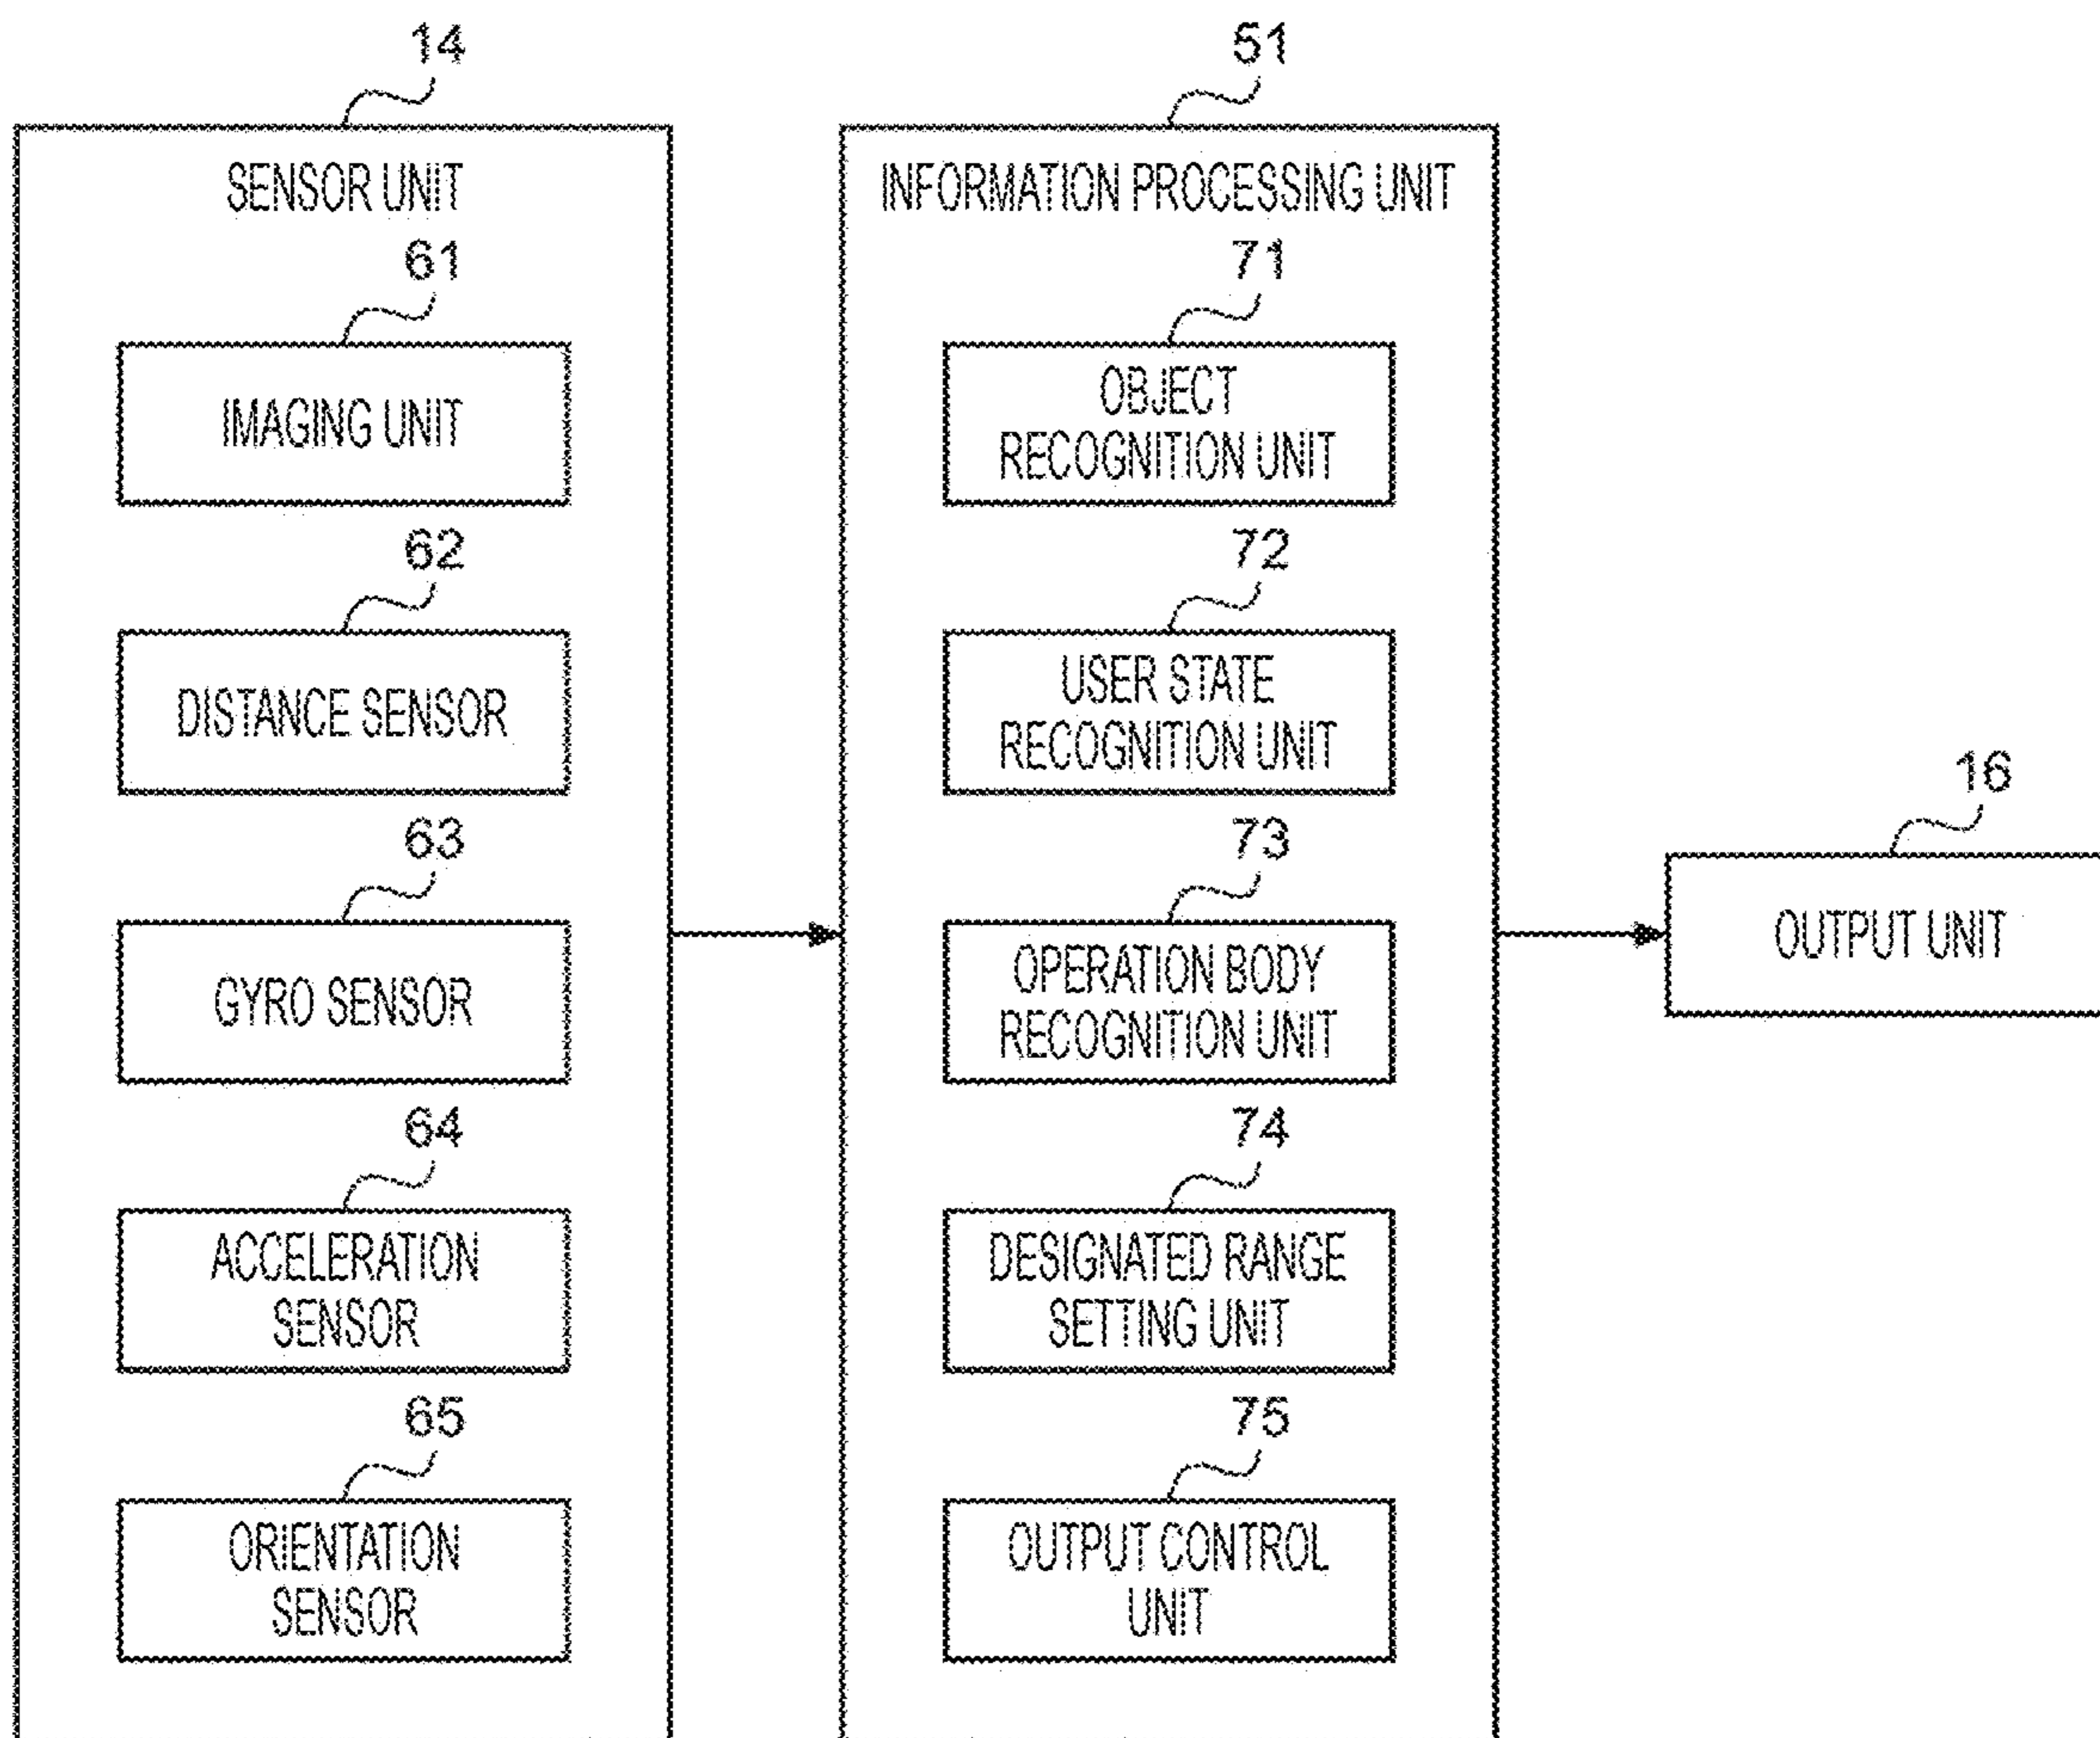 14
SENSOR UNIT
61
IMAGING UNIT
62
DISTANCE SENSOR
63
GYRO SENSOR
64
ACCELERATION
SENSOR
65
ORIENTATION
SENSOR
51
INFORMATION PROCESSING UNIT
71
OBJECT
RECOGNITION UNIT
72
USER STATE
RECOGNITION UNIT
73
OPERATION BODY
RECOGNITION UNIT
74
DESIGNATED RANGE
SETTING UNIT
75
OUTPUT CONTROL
UNIT
16
OUTPUT UNIT